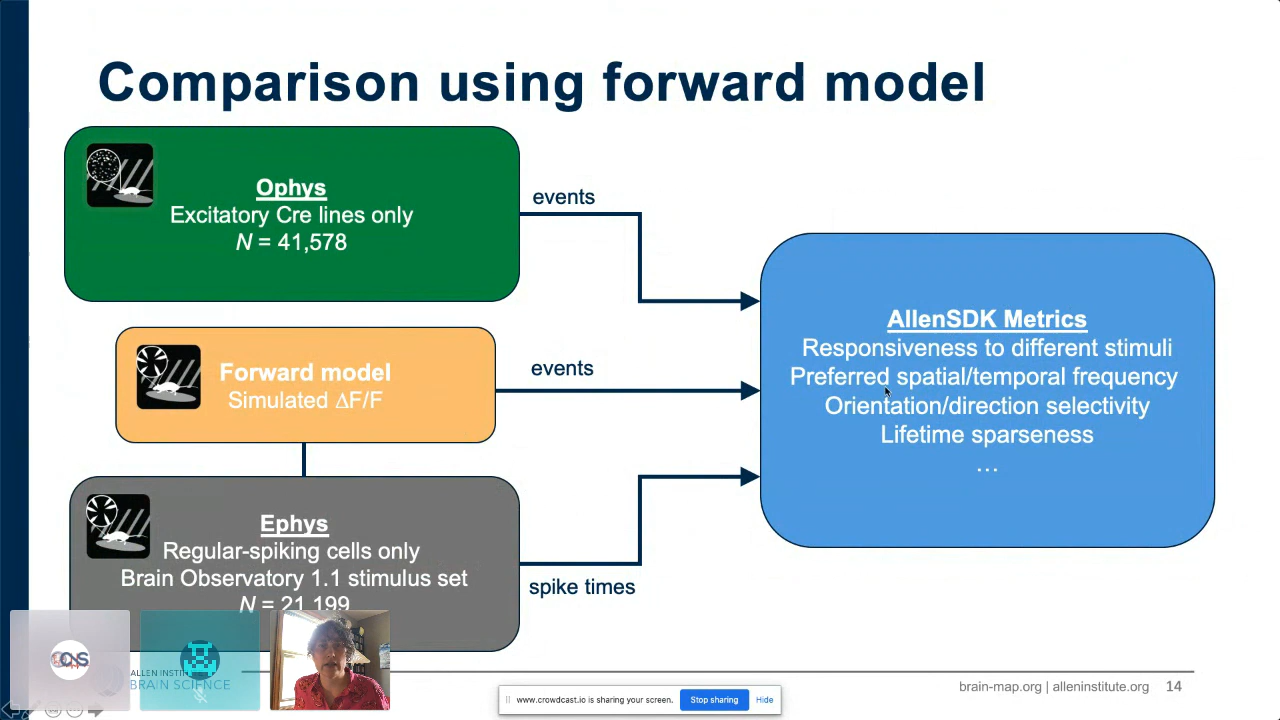 Comparison using forward model
Ophys
Excitatory Cre lines only
N = 41,578
events
Forward model
Simulated ΔF/F
events
Ephys
Regular-spiking cells only
Brain Observatory 1.1 stimulus set
N = 21,199
spike times
AllenSDK Metrics
Responsiveness to different stimuli
Preferred spatial/temporal frequency
Orientation/direction selectivity
Lifetime sparseness
...
ALLEN INSTIT
BRAIN SCIENCE
www.crowdcast.io is sharing your screen.
Stop sharing
Hide
brain-map.org | alleninstitute.org 14